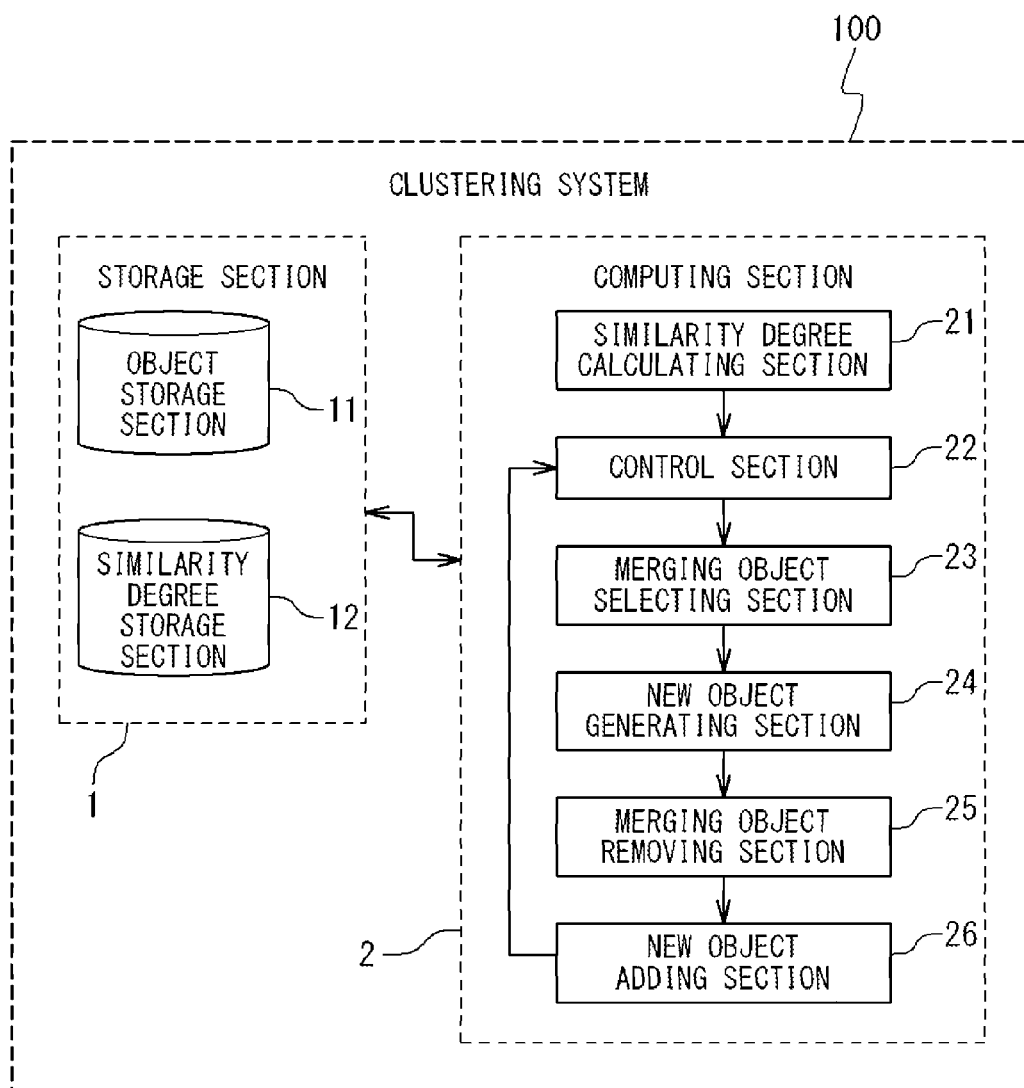 100
CLUSTERING SYSTEM
STORAGE SECTION
OBJECT
STORAGE
SECTION
11
SIMILARITY
DEGREE
STORAGE
SECTION
12
1
COMPUTING SECTION
SIMILARITY DEGREE
CALCULATING SECTION
21
CONTROL SECTION
22
MERGING OBJECT
SELECTING SECTION
23
NEW OBJECT
GENERATING SECTION
24
MERGING OBJECT
REMOVING SECTION
25
NEW OBJECT
ADDING SECTION
26
2